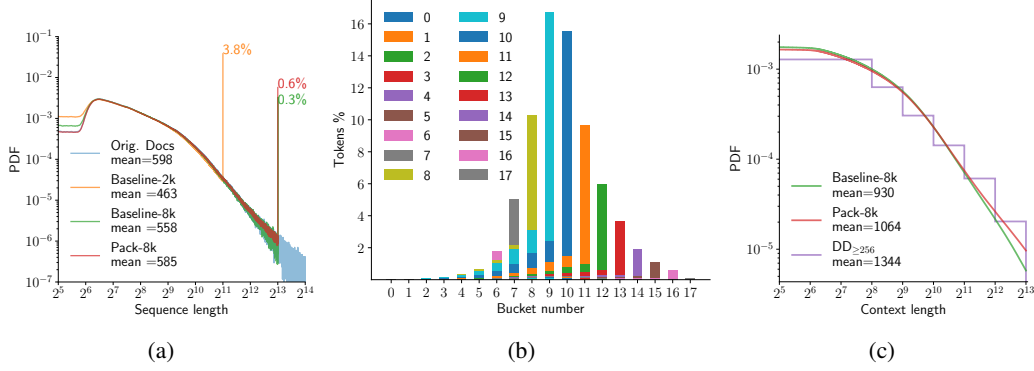 10^{-1}
10^{-2}
10^{-3}
10^{-4}
10^{-5}
10^{-6}
10^{-7}
PDF
3.8%
0.6%
0.3%
Orig. Docs
mean=598
Baseline-2k
mean =463
Baseline-8k
mean =558
Pack-8k
mean =585
2^5 2^6 2^7 2^8 2^9 2^10 2^11 2^12 2^13 2^14
Sequence length
(a)
16
14
12
10
8
6
4
2
Tokens %
0 9
1 10
2 11
3 12
4 13
5 14
6 15
7 16
8 17
0 1 2 3 4 5 6 7 8 9 10 11 12 13 14 15 16 17
Bucket number
(b)
10^{-3}
10^{-4}
10^{-5}
PDF
Baseline-8k
mean=930
Pack-8k
mean=1064
DD≥256
mean=1344
2^5 2^6 2^7 2^8 2^9 2^10 2^11 2^12 2^13
Context length
(c)